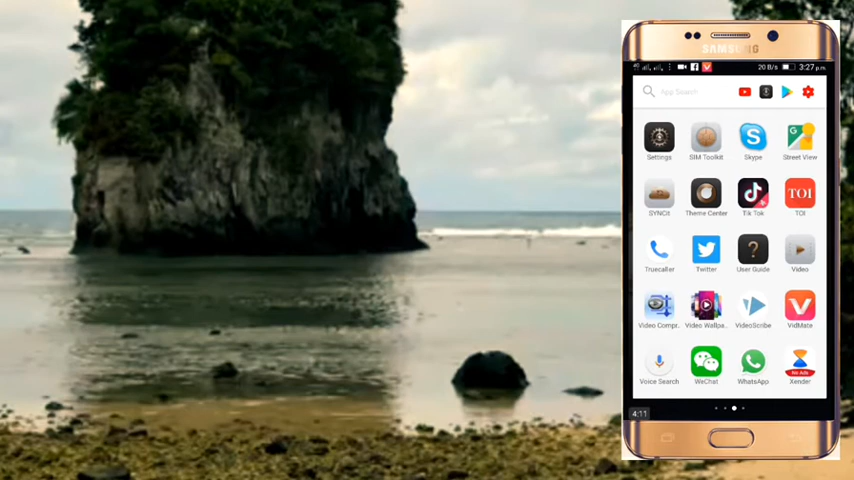 SAMSUNG
20 B/s 3:27 p.m
App Search
Settings SIM Toolkit Skype Street View
TOI
SYNCit Theme Center Tik Tok TOI
Truecaller Twitter User Guide Video
Video Compr.. Video Wallpa.. VideoScribe VidMate
No Ads
Voice Search WeChat WhatsApp Xender
4:11